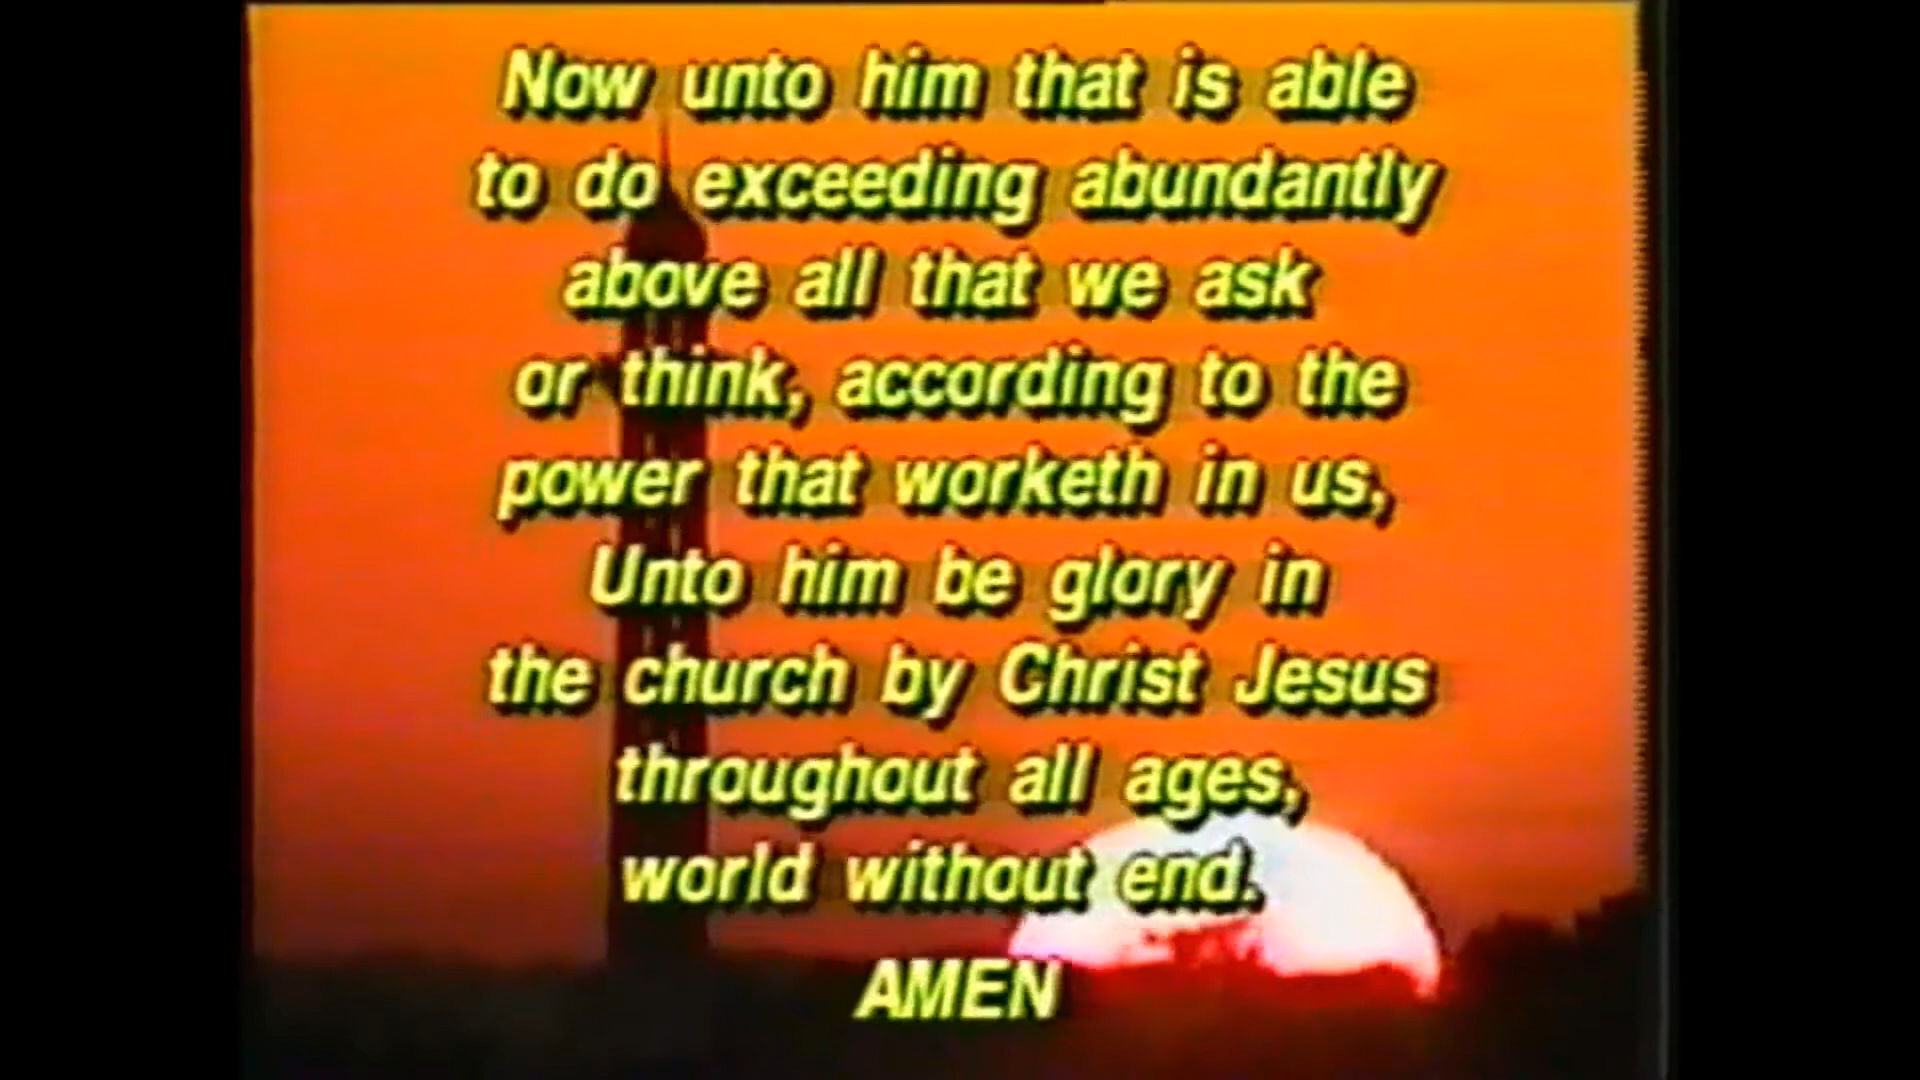 Now unto him that is able
to do exceeding abundantly
above all that we ask
or think, according to the
power that worketh in us,
Unto him be glory in
the church by Christ Jesus
throughout all ages,
world without end.
AMEN